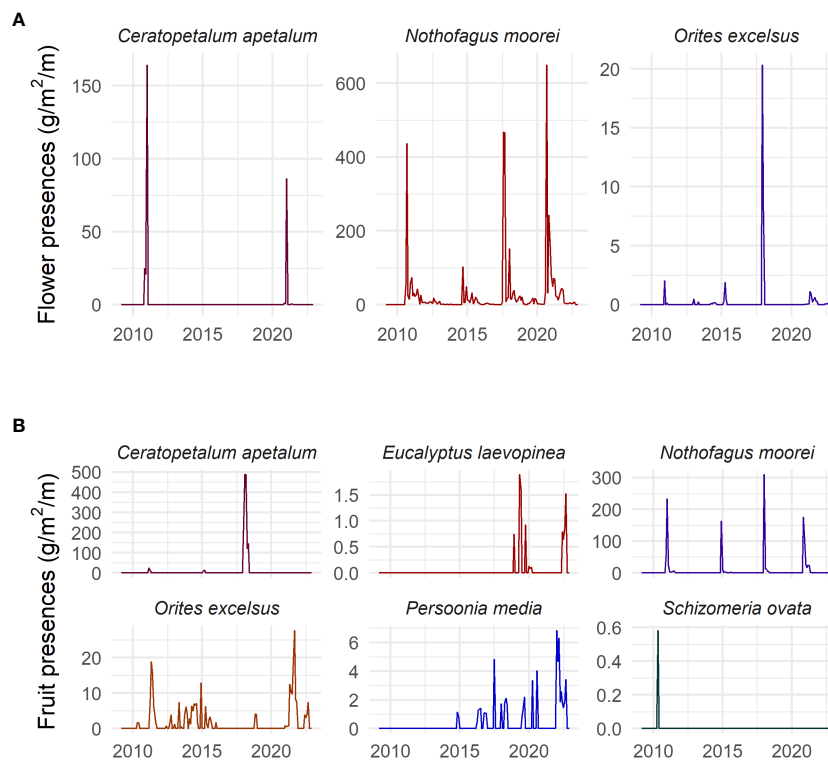 A
Ceratopetalum apetalum
Nothofagus moorei
Orites excelsus
Flower presences (g/m²/m)
150
100
50
0
600
400
200
0
20
15
10
5
0
2010 2015 2020
2010 2015 2020
2010 2015 2020
B
Ceratopetalum apetalum
Eucalyptus laevopinea
Nothofagus moorei
Fruit presences (g/m²/m)
500
400
300
200
100
0
1.5
1.0
0.5
0.0
300
200
100
0
Orites excelsus
Persoonia media
Schizomeria ovata
20
10
0
6
4
2
0
0.6
0.4
0.2
0.0
2010 2015 2020
2010 2015 2020
2010 2015 2020